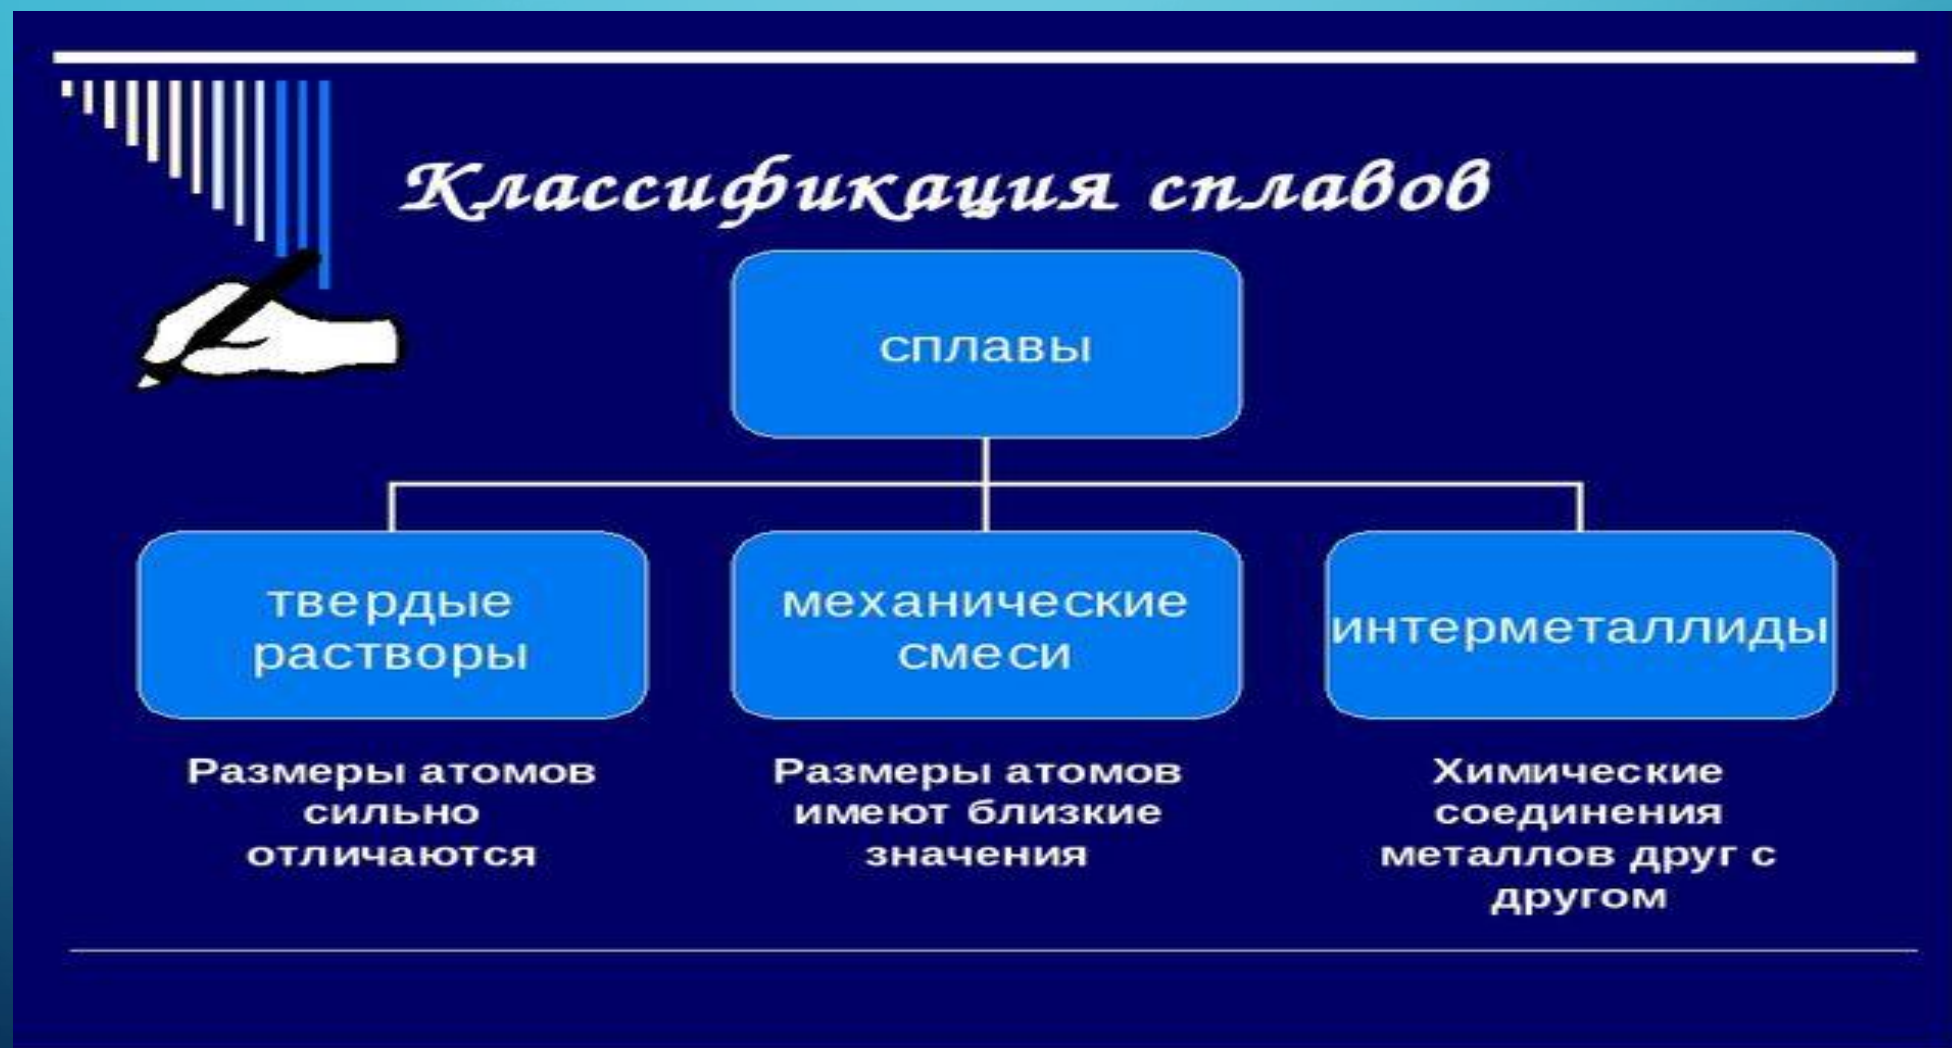 Классификация сплавов
сплавы
твердые
растворы
механические
смеси
интерметаллиды
Размеры атомов
сильно
отличаются
Размеры атомов
имеют близкие
значения
Химические
соединения
металлов друг с
другом